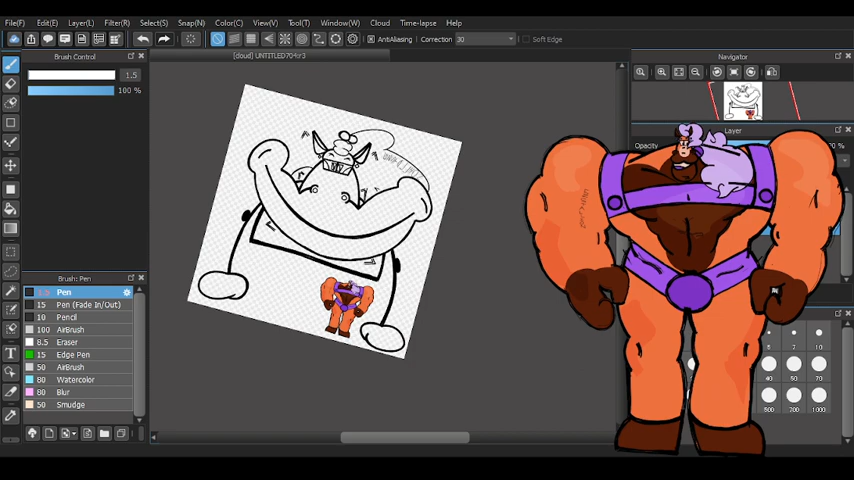 File(F) Edit(E) Layer(L) Filter(R) Select(S) Snap(N) Color(C) View(V) Tool(T) Window(W) Cloud Time-lapse Help
AntiAliasing Correction 30 Soft Edge
[cloud] UNTITLED704=r3
Brush Control
1.5
100 %
Navigator
Layer
Opacity
Brush: Pen
Pen
15 Pen (Fade In/Out)
10 Pencil
100 AirBrush
8.5 Eraser
15 Edge Pen
50 AirBrush
80 Watercolor
80 Blur
50 Smudge
5 7 10
40 50 70
500 700 1000